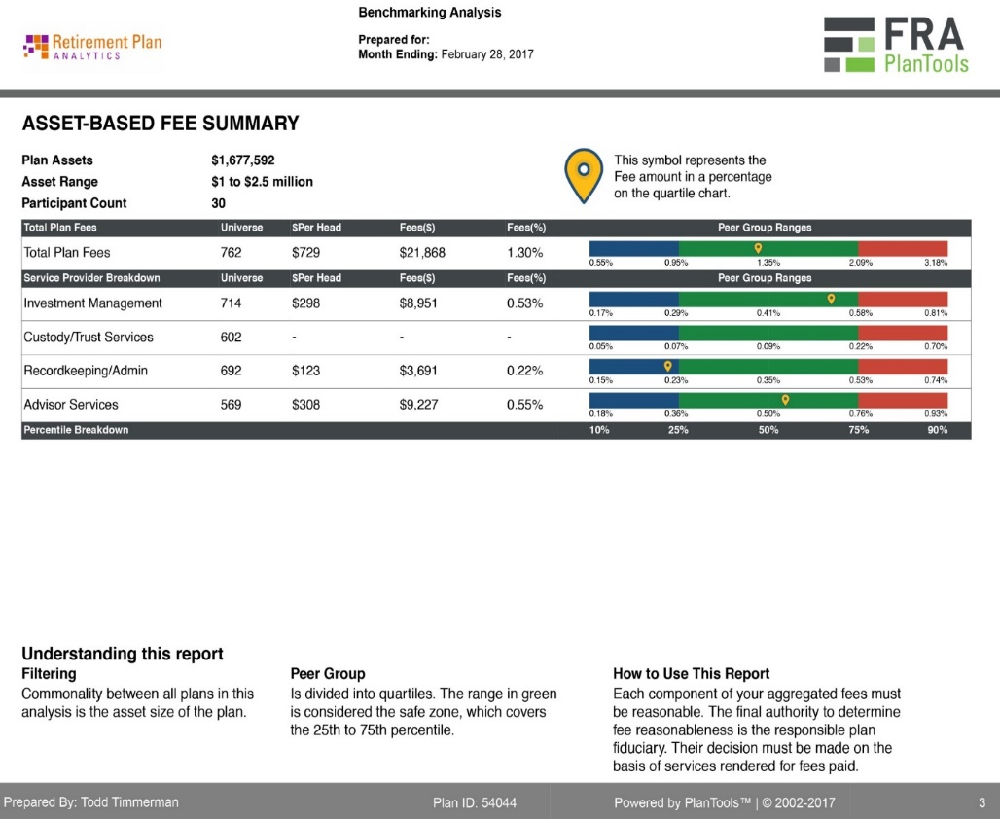 Benchmarking Analysis
Retirement Plan
ANALYTICS
Prepared for:
Month Ending: February 28, 2017
FRA
PlanTools
ASSET-BASED FEE SUMMARY
Plan Assets $1,677,592
Asset Range $1 to $2.5 million
Participant Count 30
This symbol represents the
Fee amount in a percentage
on the quartile chart.
Total Plan Fees Universe $Per Head Fees($) Fees(%) Peer Group Ranges
Total Plan Fees 762 $729 $21,868 1.30%
0.55% 0.95% 1.35% 2.09% 3.18%
Service Provider Breakdown Universe $Per Head Fees($) Fees(%) Peer Group Ranges
Investment Management 714 $298 $8,951 0.53%
0.17% 0.29% 0.41% 0.58% 0.81%
Custody/Trust Services 602 - - -
0.05% 0.07% 0.09% 0.22% 0.70%
Recordkeeping/Admin 692 $123 $3,691 0.22%
0.15% 0.23% 0.35% 0.53% 0.74%
Advisor Services 569 $308 $9,227 0.55%
0.18% 0.36% 0.50% 0.76% 0.93%
Percentile Breakdown 10% 25% 50% 75% 90%
Understanding this report
Filtering
Commonality between all plans in this
analysis is the asset size of the plan.
Peer Group
Is divided into quartiles. The range in green
is considered the safe zone, which covers
the 25th to 75th percentile.
How to Use This Report
Each component of your aggregated fees must
be reasonable. The final authority to determine
fee reasonableness is the responsible plan
fiduciary. Their decision must be made on the
basis of services rendered for fees paid.
Prepared By: Todd Timmerman Plan ID: 54044 Powered by PlanTools™ | © 2002-2017 3